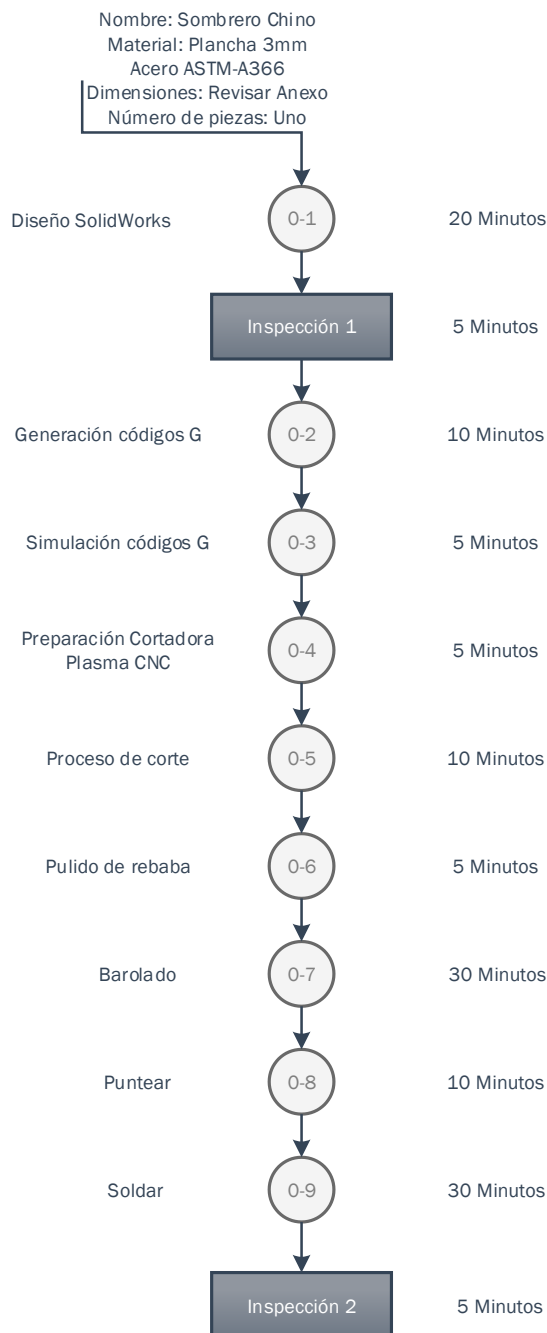 Nombre: Sombrero Chino
Material: Plancha 3mm
Acero ASTM-A366
Dimensiones: Revisar Anexo
Número de piezas: Uno
Diseño SolidWorks
0-1
20 Minutos
Inspección 1
5 Minutos
Generación códigos G
0-2
10 Minutos
Simulación códigos G
0-3
5 Minutos
Preparación Cortadora
Plasma CNC
0-4
5 Minutos
Proceso de corte
0-5
10 Minutos
Pulido de rebaba
0-6
5 Minutos
Barolado
0-7
30 Minutos
Puntear
0-8
10 Minutos
Soldar
0-9
30 Minutos
Inspección 2
5 Minutos